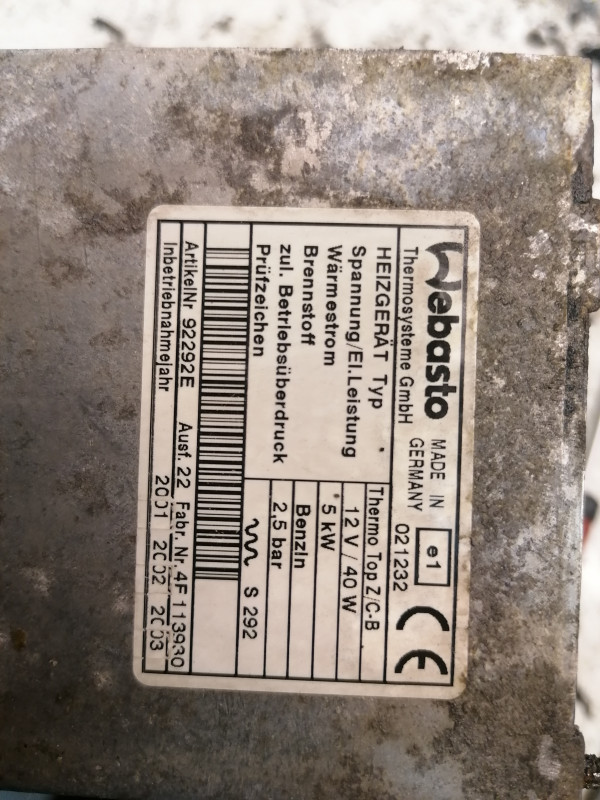 Webasto MADE IN e1
Thermosysteme GmbH GERMANY 021232
HEIZGERÄT Typ Thermo Top Z/C-B
Spannung/El.Leistung 12 V / 40 W
Wärmestrom 5 kW
Brennstoff Benzin
zul. Betriebsüberdruck 2,5 bar
Prüfzeichen S 292
ArtikelNr 92292E Ausf. 22 Fabr. Nr. 4F113930
Inbetriebnahmejahr 2001 2002 2003